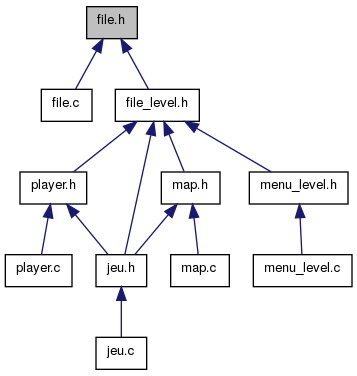 file.h
file.c
file_level.h
player.h
map.h
menu_level.h
player.c
jeu.h
map.c
menu_level.c
jeu.c